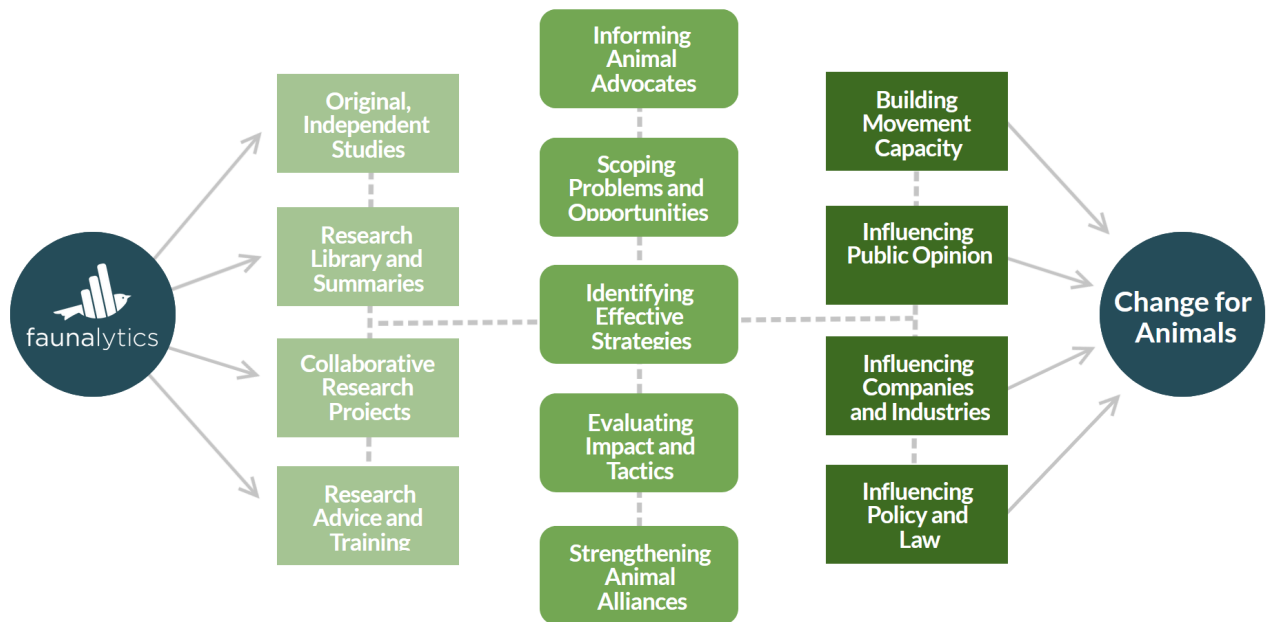 faunalytics
Original,
Independent
Studies
Research
Library and
Summaries
Collaborative
Research
Projects
Research
Advice and
Training
Informing
Animal
Advocates
Scoping
Problems and
Opportunities
Identifying
Effective
Strategies
Evaluating
Impact and
Tactics
Strengthening
Animal
Alliances
Building
Movement
Capacity
Influencing
Public Opinion
Influencing
Companies
and Industries
Influencing
Policy and
Law
Change for
Animals